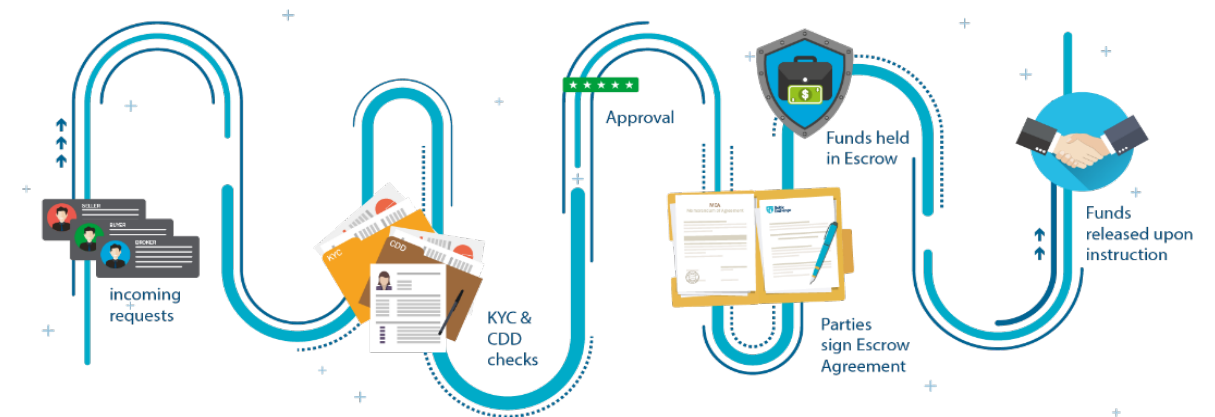 SELLER
BUYER
BROKER
incoming
requests
KYC
CDD
KYC &
CDD
checks
Approval
Parties
sign Escrow
Agreement
Funds held
in Escrow
Funds
released upon
instruction